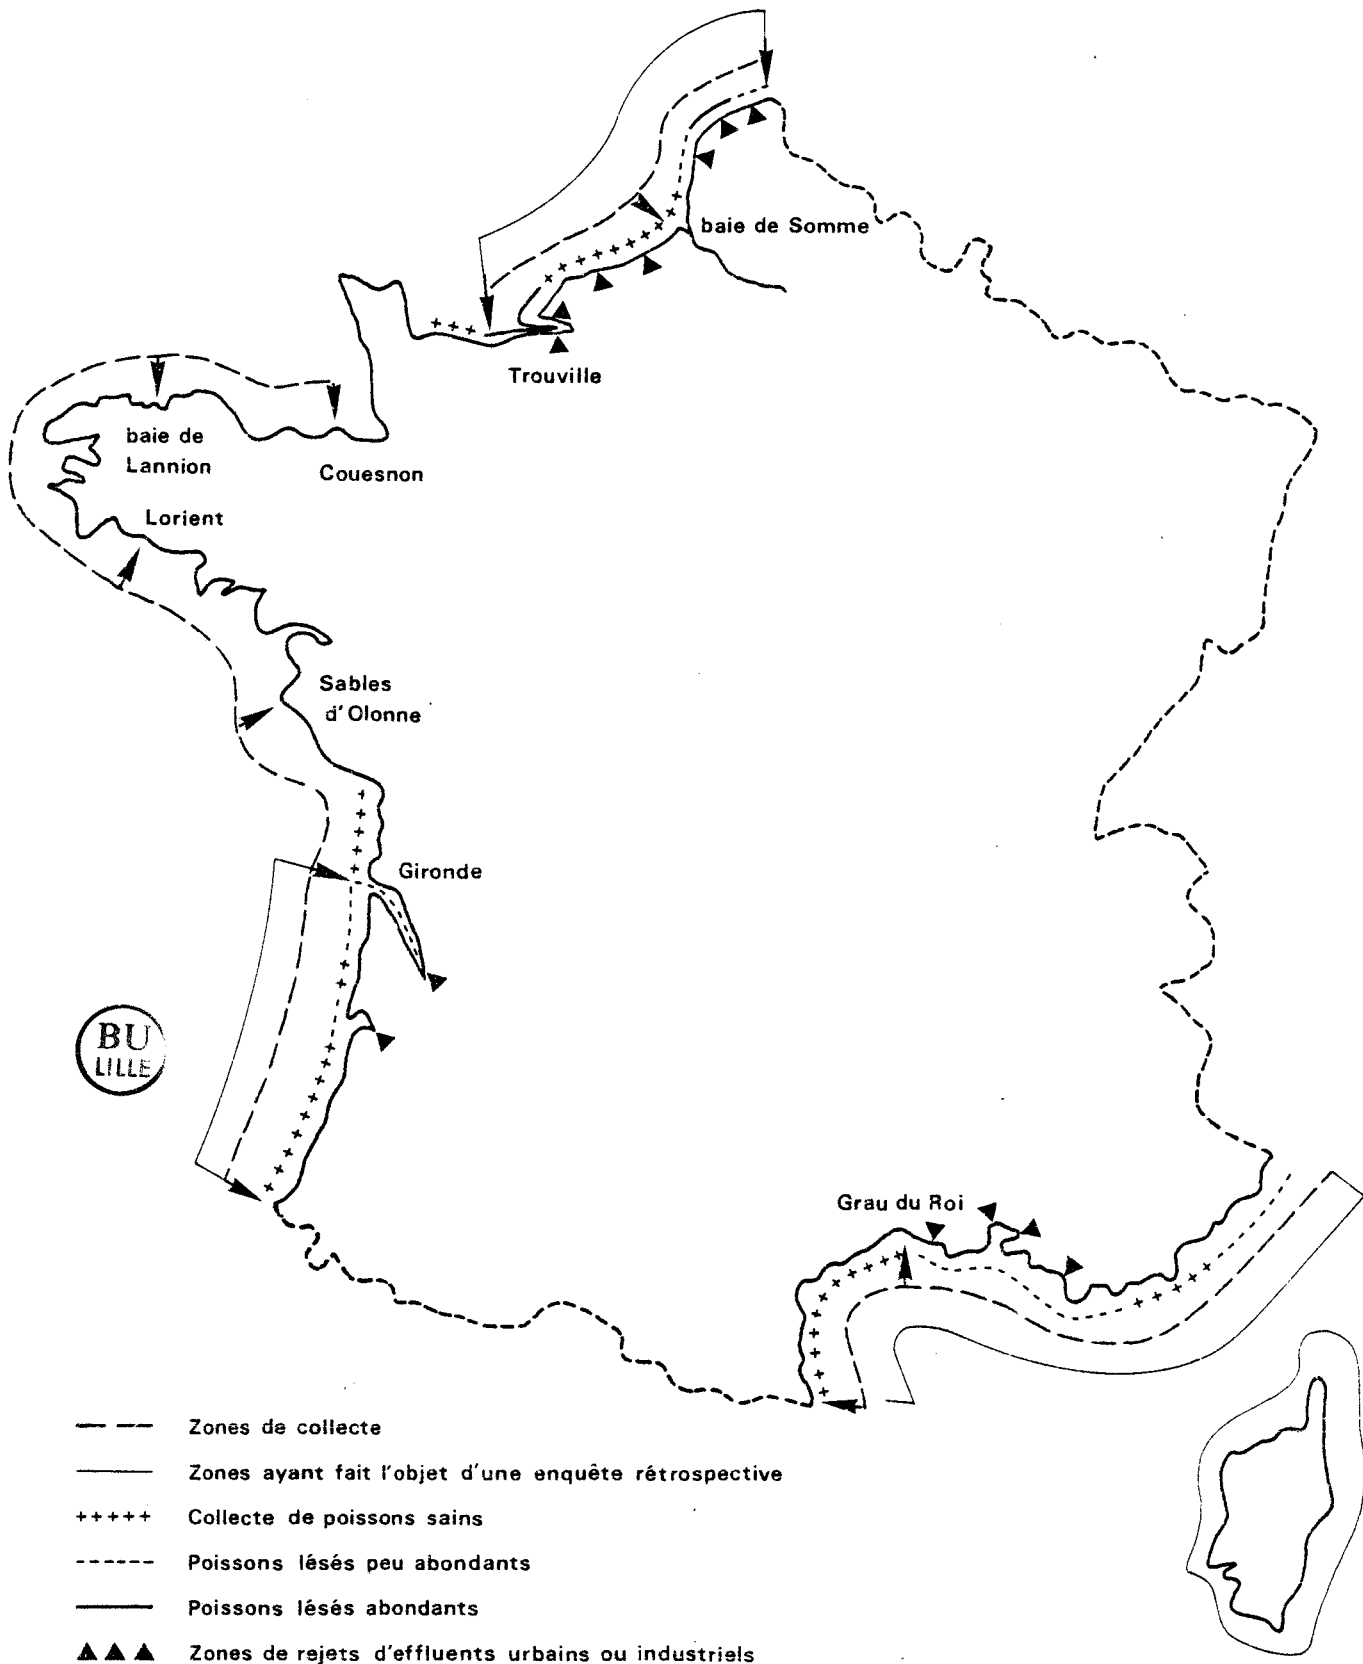 baie de Somme
Trouville
baie de
Lannion
Couesnon
Lorient
Sables
d'Olonne
Gironde
BU
LILLE
Grau du Roi
Zones de collecte
Zones ayant fait l'objet d'une enquête rétrospective
+++++ Collecte de poissons sains
Poissons lésés peu abondants
Poissons lésés abondants
▲▲▲ Zones de rejets d'effluents urbains ou industriels